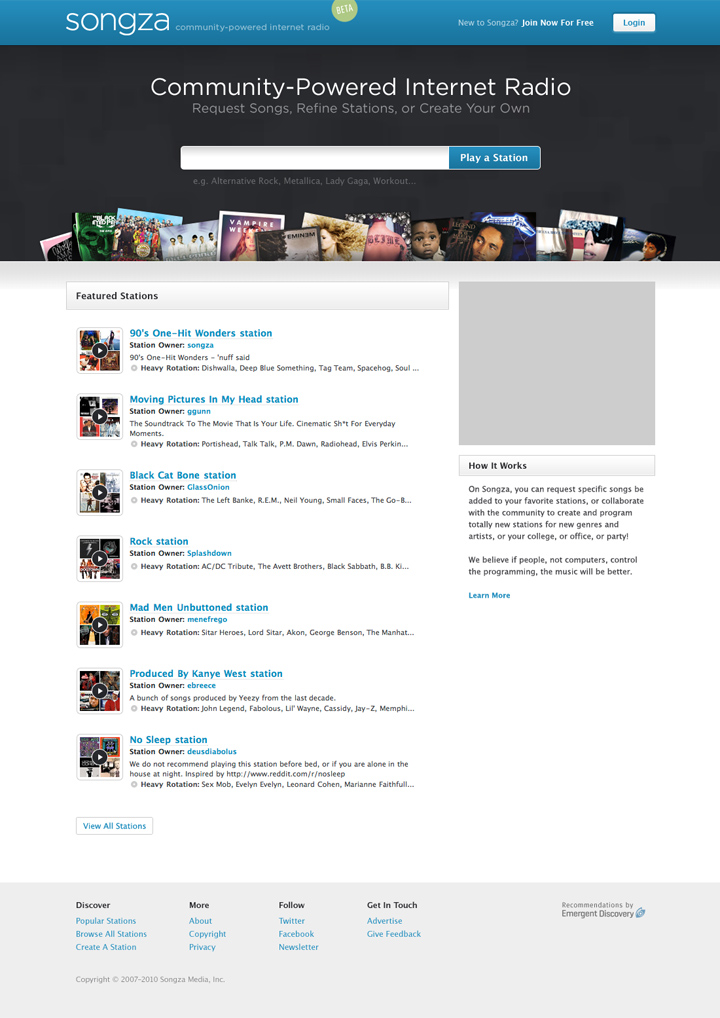 songza
community-powered internet radio
BETA
New to Songza? Join Now For Free
Login
Community-Powered Internet Radio
Request Songs, Refine Stations, or Create Your Own
Play a Station
e.g. Alternative Rock, Metallica, Lady Gaga, Workout...
VAMPIRE
WEEK
EMINEM
LEGEND
Featured Stations
90's One-Hit Wonders station
Station Owner: songza
90's One-Hit Wonders - 'nuff said
Heavy Rotation: Dishwalla, Deep Blue Something, Tag Team, Spacehog, Soul ...
Moving Pictures In My Head station
Station Owner: ggunn
The Soundtrack To The Movie That Is Your Life. Cinematic Sh*t For Everyday
Moments.
Heavy Rotation: Portishead, Talk Talk, P.M. Dawn, Radiohead, Elvis Perkin...
Black Cat Bone station
Station Owner: GlassOnion
Heavy Rotation: The Left Banke, R.E.M., Neil Young, Small Faces, The Go-B...
Rock station
Station Owner: Splashdown
Heavy Rotation: AC/DC Tribute, The Avett Brothers, Black Sabbath, B.B. Ki...
Mad Men Unbuttoned station
Station Owner: menefrego
Heavy Rotation: Sitar Heroes, Lord Sitar, Akon, George Benson, The Manhat...
Produced By Kanye West station
Station Owner: ebreece
A bunch of songs produced by Yeezy from the last decade.
Heavy Rotation: John Legend, Fabolous, Lil' Wayne, Cassidy, Jay-Z, Memphi...
No Sleep station
Station Owner: deusdiabolus
We do not recommend playing this station before bed, or if you are alone in the
house at night. Inspired by http://www.reddit.com/r/nosleep
Heavy Rotation: Sex Mob, Evelyn Evelyn, Leonard Cohen, Marianne Faithfull...
View All Stations
How It Works
On Songza, you can request specific songs be
added to your favorite stations, or collaborate
with the community to create and program
totally new stations for new genres and
artists, or your college, or office, or party!
We believe if people, not computers, control
the programming, the music will be better.
Learn More
Discover
Popular Stations
Browse All Stations
Create A Station
More
About
Copyright
Privacy
Follow
Twitter
Facebook
Newsletter
Get In Touch
Advertise
Give Feedback
Recommendations by
Emergent Discovery
Copyright © 2007-2010 Songza Media, Inc.